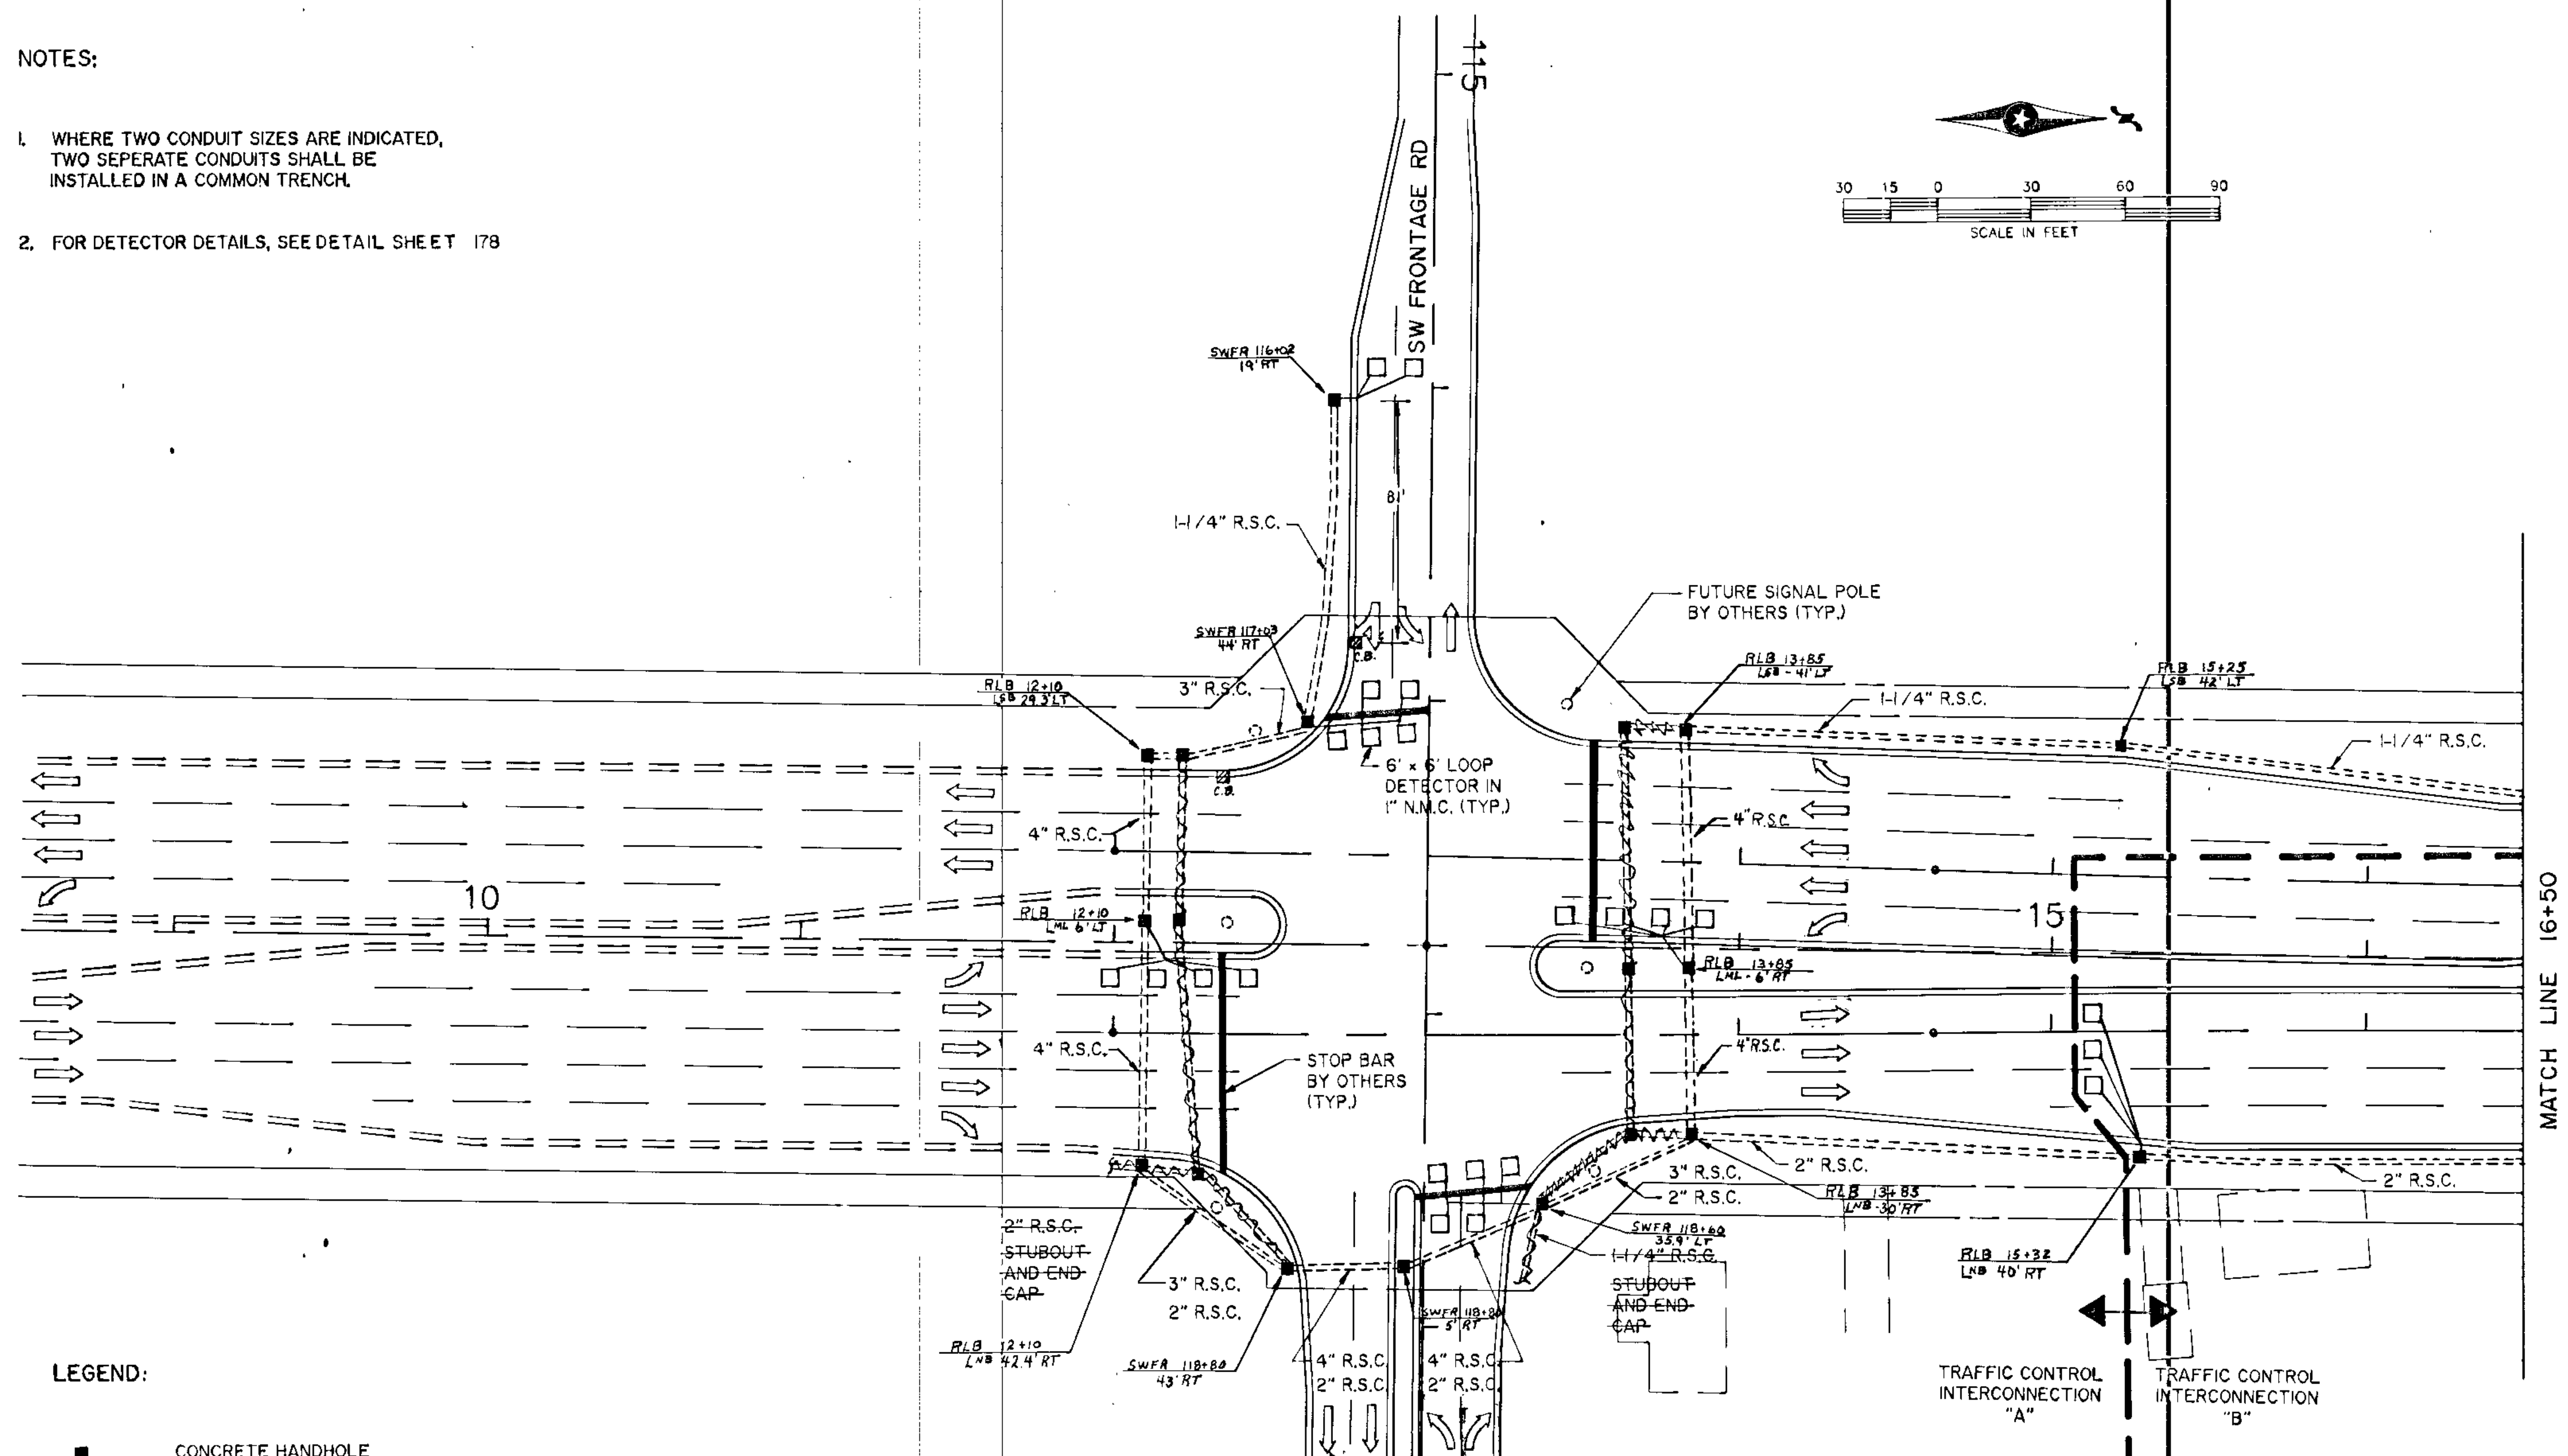 NOTES:
1. WHERE TWO CONDUIT SIZES ARE INDICATED,
TWO SEPERATE CONDUITS SHALL BE
INSTALLED IN A COMMON TRENCH.
2. FOR DETECTOR DETAILS, SEE DETAIL SHEET 178
115
SW FRONTAGE RD
30 15 0 30 60 90
SCALE IN FEET
SWFR 116+02
19' RT
81'
1-1/4" R.S.C.
FUTURE SIGNAL POLE
BY OTHERS (TYP.)
SWFR 117+03
44' RT
C.B.
RLB 12+10
LSB 29.3' LT
3" R.S.C.
RLB 13+85
LSB - 41' LT
RLB 15+25
LSB 42' LT
1-1/4" R.S.C.
1-1/4" R.S.C.
C.B.
6' x 6' LOOP
DETECTOR IN
1" N.M.C. (TYP.)
4" R.S.C.
4" R.S.C.
10
RLB 12+10
LML 6' LT
15
RLB 13+85
LML - 6' RT
MATCH LINE 16+50
4" R.S.C.
STOP BAR
BY OTHERS
(TYP.)
4" R.S.C.
3" R.S.C.
2" R.S.C.
2" R.S.C.
2" R.S.C.
RLB 13+85
LNB - 30' RT
2" R.S.C.
STUBOUT
AND END
CAP
3" R.S.C.
2" R.S.C.
SWFR 118+60
35.9' LT
1-1/4" R.S.C.
STUBOUT
AND END
CAP
RLB 15+32
LNB 40' RT
SWFR 118+80
5' RT
RLB 12+10
LNB 42.4' RT
SWFR 118+80
43' RT
4" R.S.C.
2" R.S.C.
4" R.S.C.
2" R.S.C.
TRAFFIC CONTROL
INTERCONNECTION
"A"
TRAFFIC CONTROL
INTERCONNECTION
"B"
LEGEND:
CONCRETE HANDHOLE